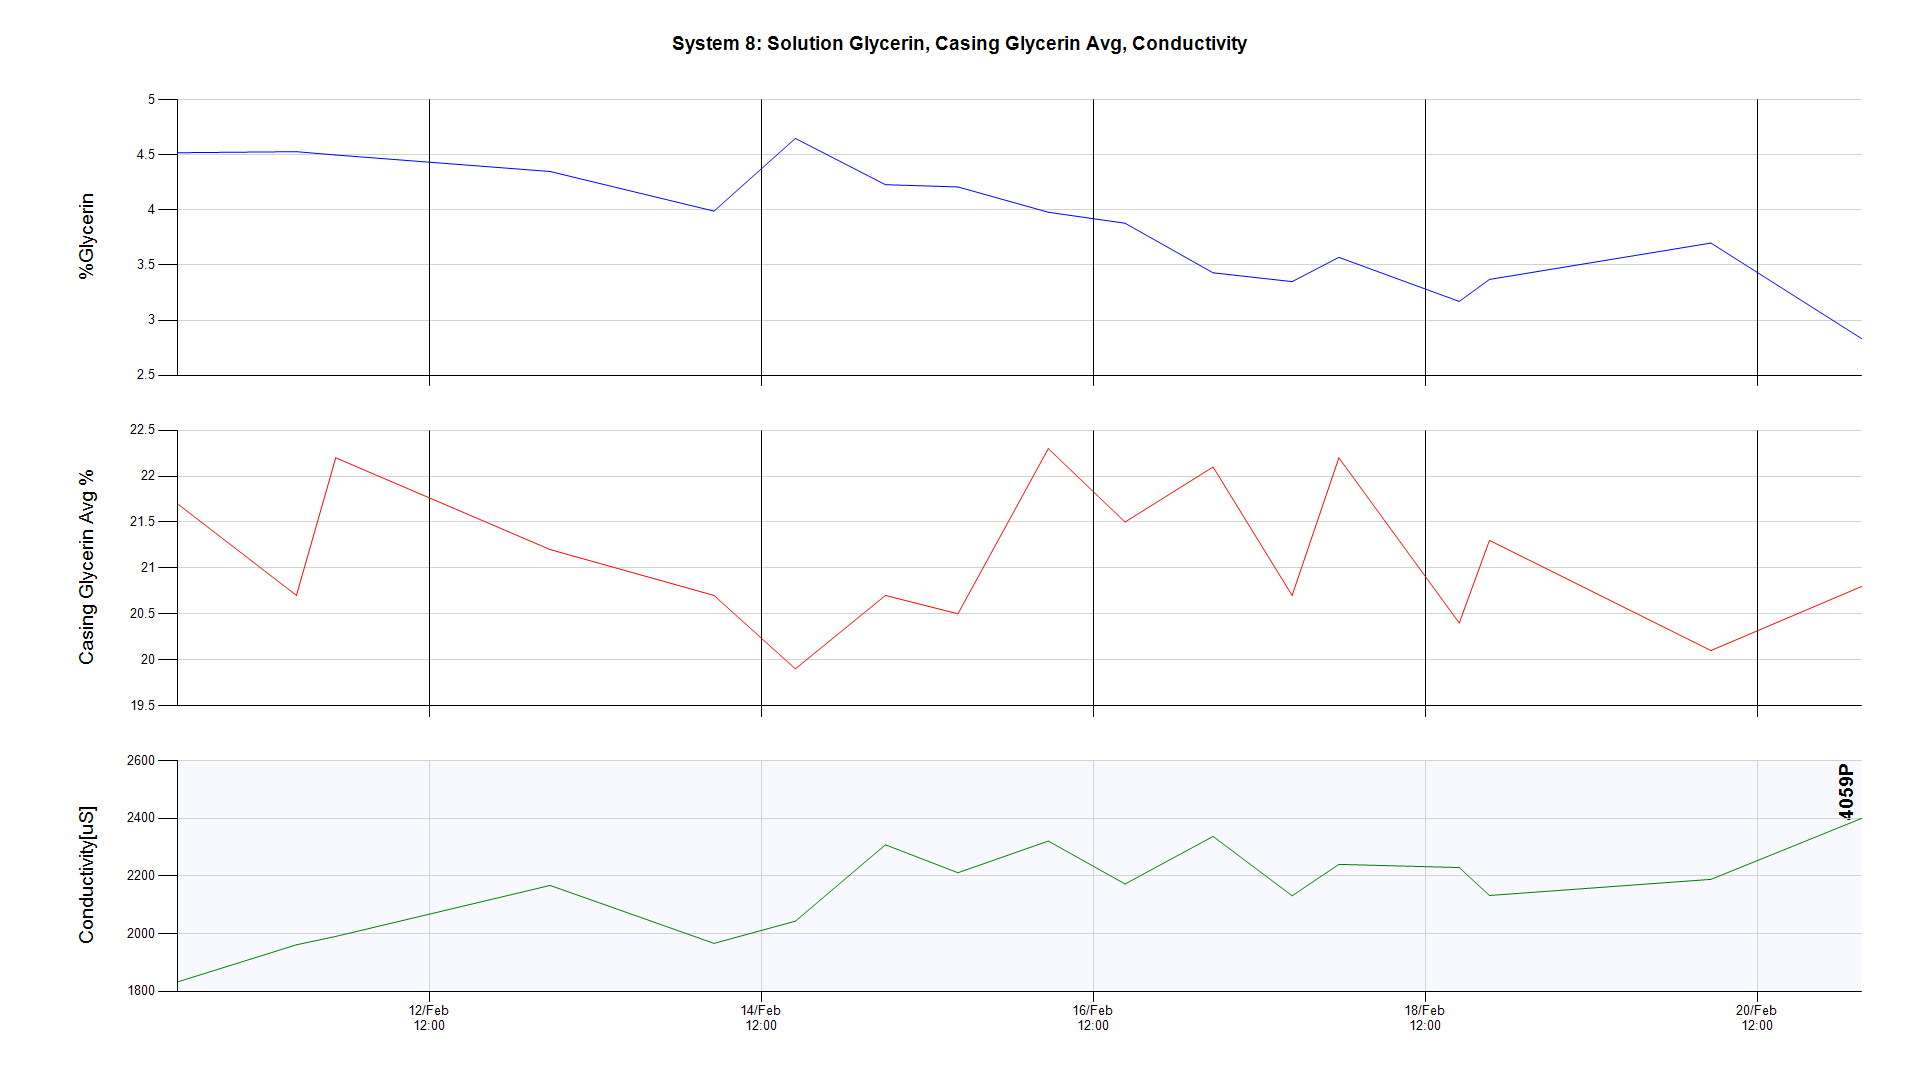 System 8: Solution Glycerin, Casing Glycerin Avg, Conductivity
%Glycerin
5
4.5
4
3.5
3
2.5
Casing Glycerin Avg %
22.5
22
21.5
21
20.5
20
19.5
Conductivity[uS]
2600
2400
2200
2000
1800
4059P
12/Feb
12:00
14/Feb
12:00
16/Feb
12:00
18/Feb
12:00
20/Feb
12:00